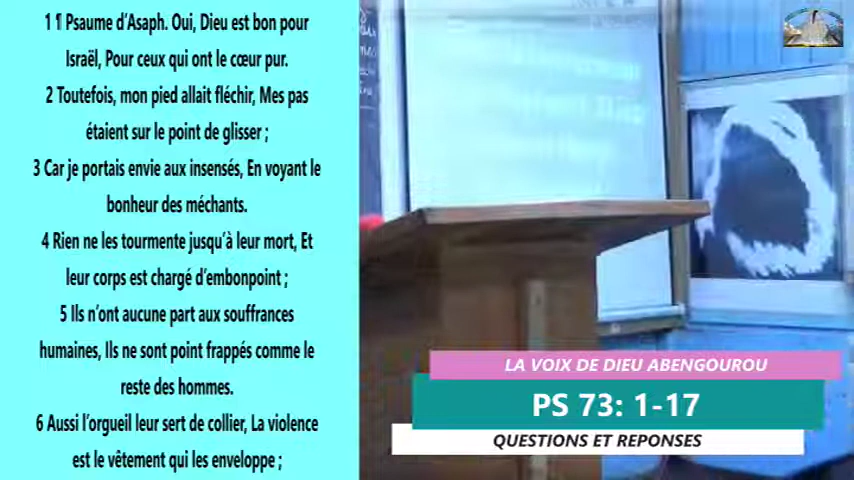 1 ¶ Psaume d'Asaph. Oui, Dieu est bon pour
Israël, Pour ceux qui ont le cœur pur.
2 Toutefois, mon pied allait fléchir, Mes pas
étaient sur le point de glisser ;
3 Car je portais envie aux insensés, En voyant le
bonheur des méchants.
4 Rien ne les tourmente jusqu'à leur mort, Et
leur corps est chargé d'embonpoint ;
5 Ils n'ont aucune part aux souffrances
humaines, Ils ne sont point frappés comme le
reste des hommes.
6 Aussi l'orgueil leur sert de collier, La violence
est le vêtement qui les enveloppe ;
LA VOIX DE DIEU ABENGOUROU
PS 73: 1-17
QUESTIONS ET REPONSES